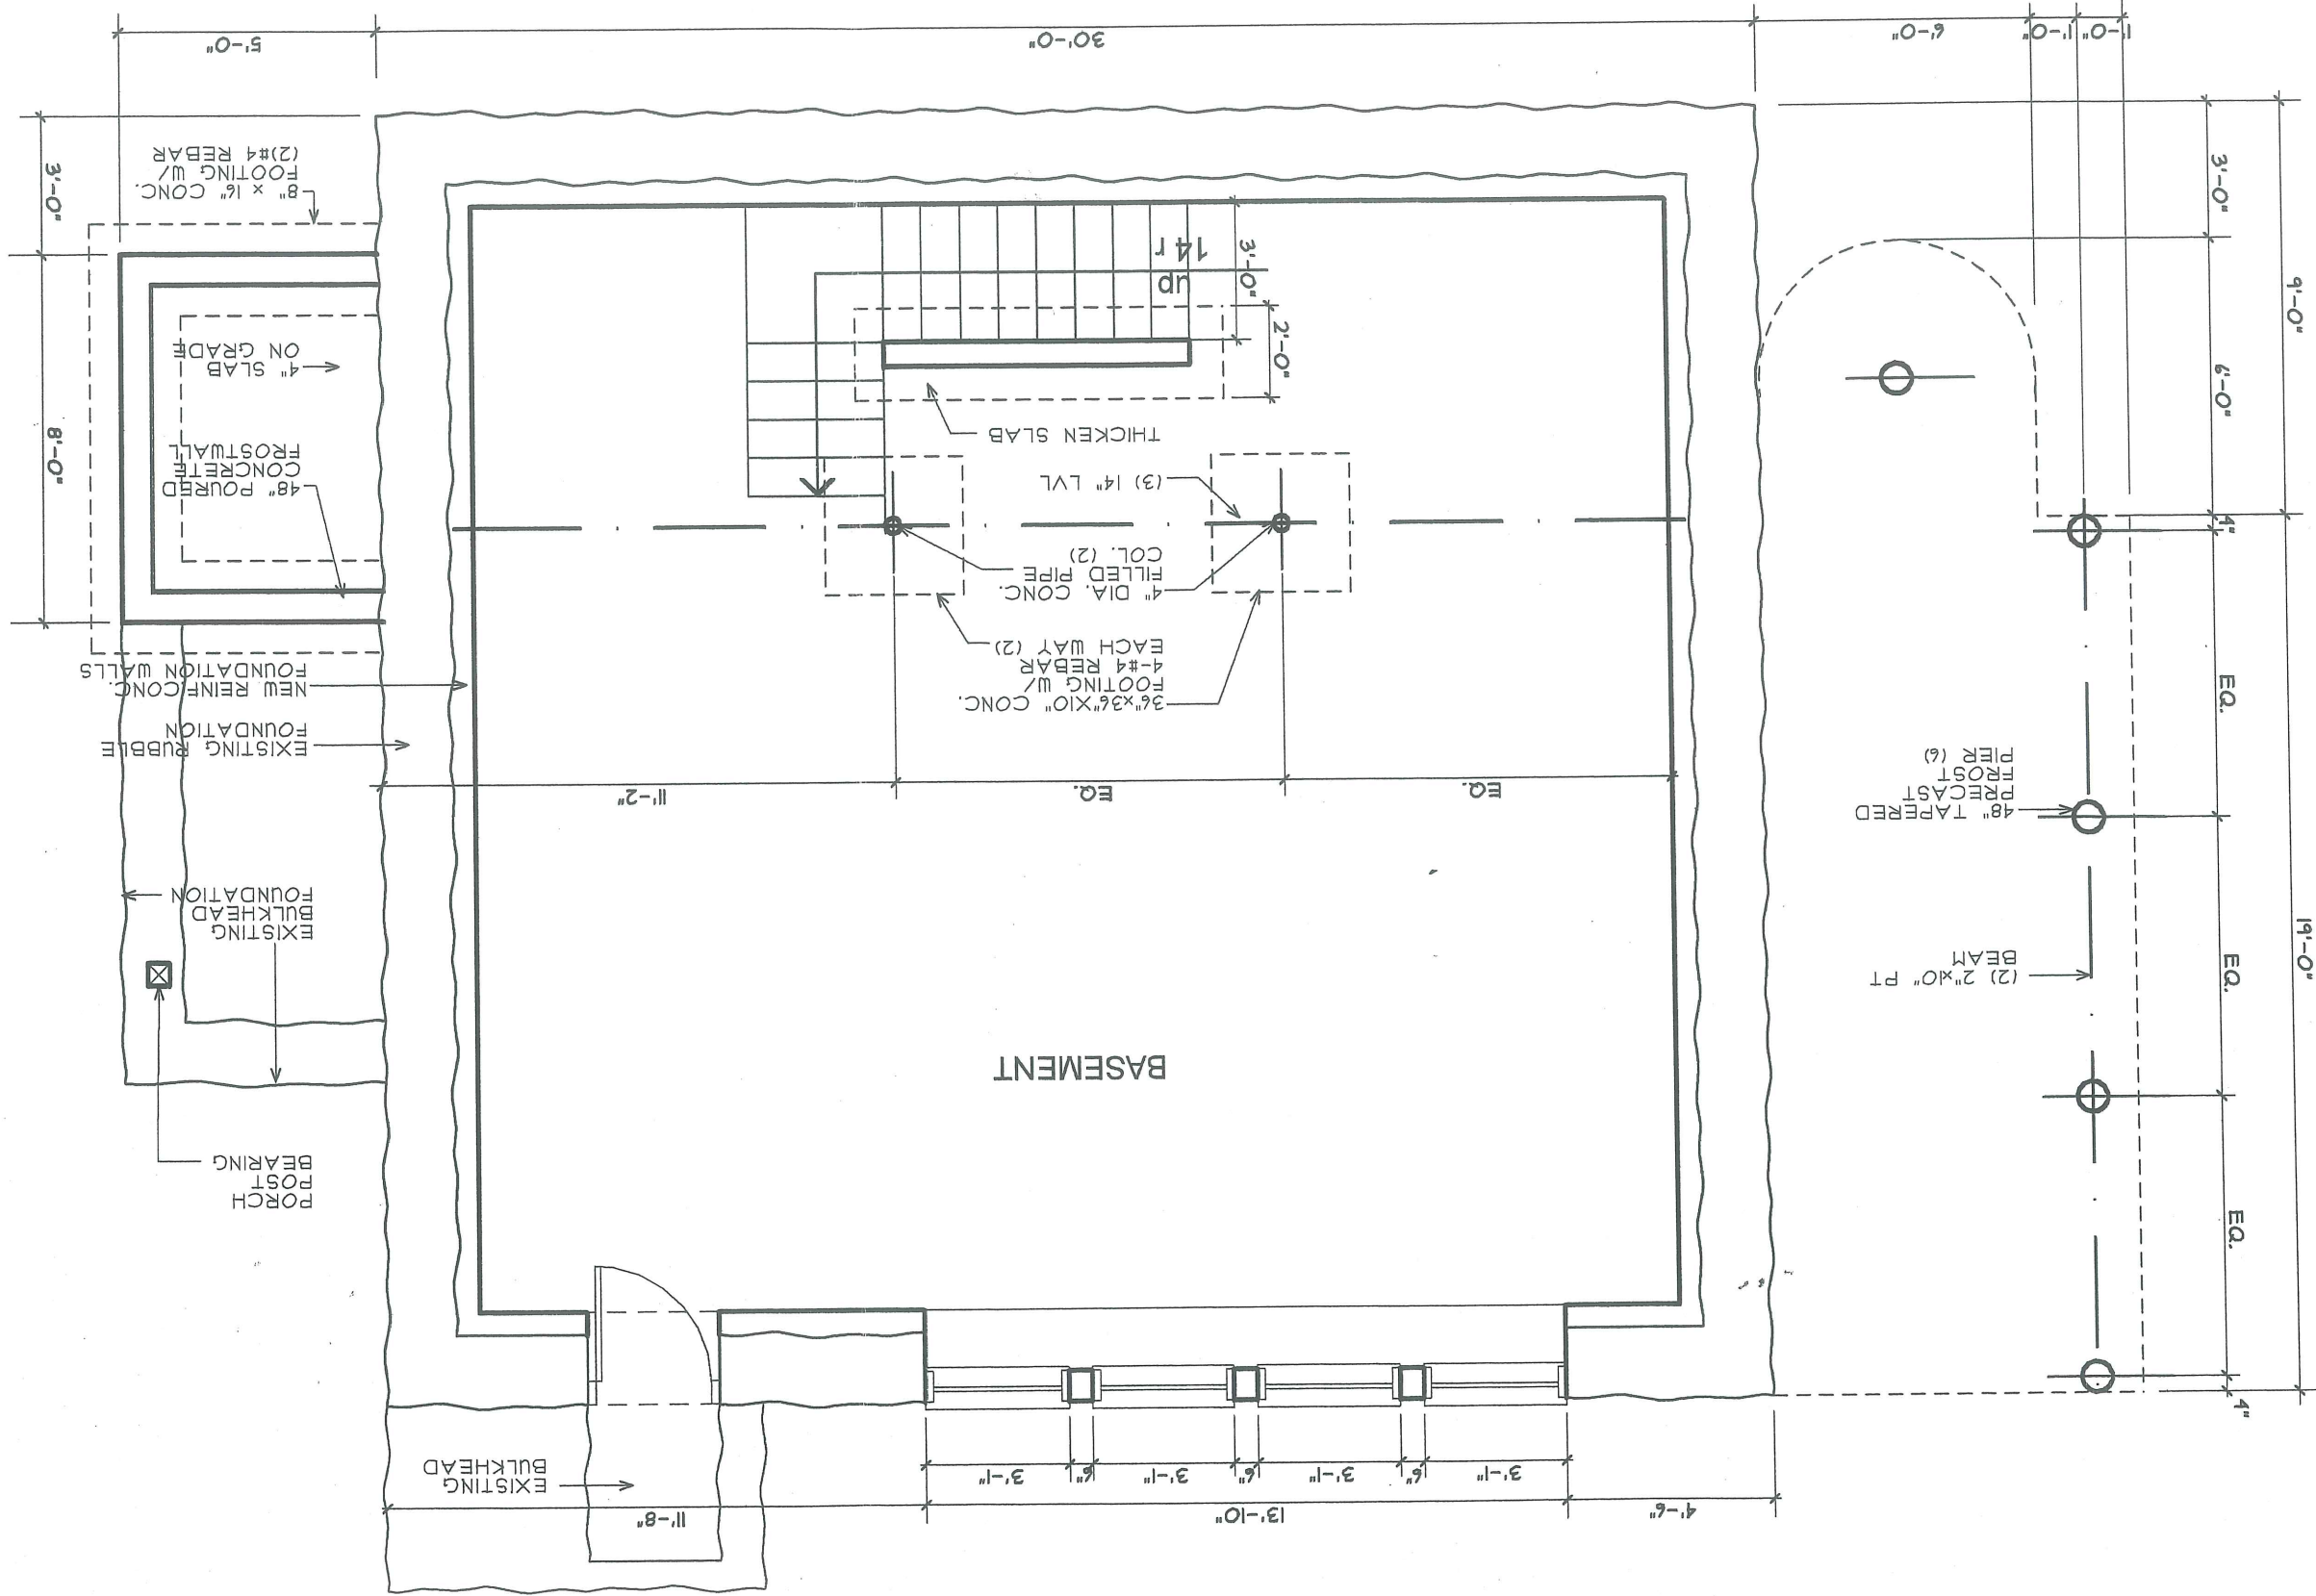 4'-6"
13'-10"
11'-8"
EXISTING
BULKHEAD
3'-1"
6"
3'-1"
6"
3'-1"
6"
3'-1"
4"
EQ.
EQ.
EQ.
4"
19'-0"
PORCH
POST
BEARING
BASEMENT
(2) 2"x10" PT
BEAM
EXISTING
BULKHEAD
FOUNDATION
48" TAPERED
PRECAST
FROST
PIER (6)
EQ.
EQ.
11'-2"
EXISTING RUBBLE
FOUNDATION
NEW REINF.CONC.
FOUNDATION WALLS
36"x36"X10" CONC.
FOOTING W/
4-#4 REBAR
EACH WAY (2)
4" DIA. CONC.
FILLED PIPE
COL. (2)
(3) 14" LVL
THICKEN SLAB
48" POURED
CONCRETE
FROSTWALL
8'-0"
4" SLAB
ON GRADE
2'-0"
6'-0"
9'-0"
up
14 r
3'-0"
3'-0"
8" x 16" CONC.
FOOTING W/
(2)#4 REBAR
3'-0"
1'-0"
1'-0"
6'-0"
30'-0"
5'-0"